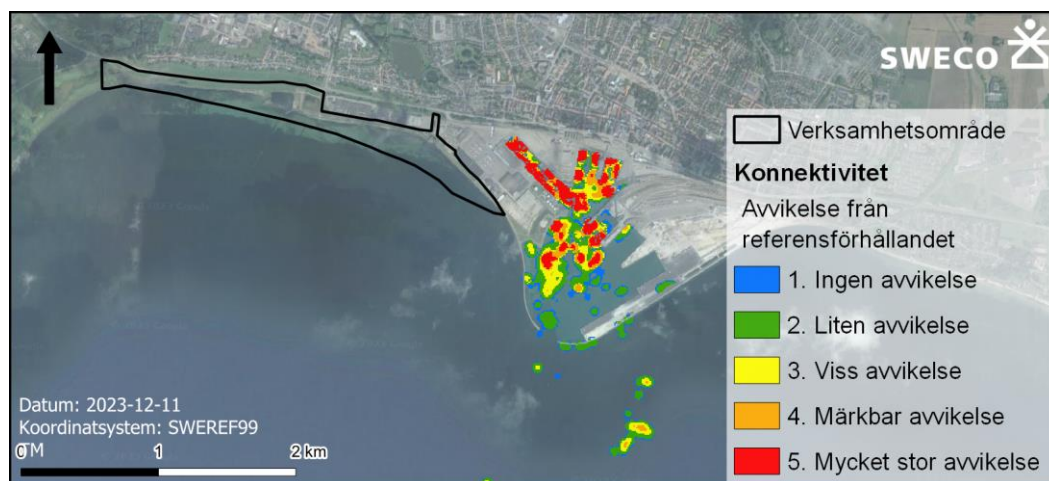 SWECO
Verksamhetsområde
Konnektivitet
Avvikelse från
referensförhållandet
1. Ingen avvikelse
2. Liten avvikelse
3. Viss avvikelse
4. Märkbar avvikelse
5. Mycket stor avvikelse
Datum: 2023-12-11
Koordinatsystem: SWEREF99
TM
0 1 2 km